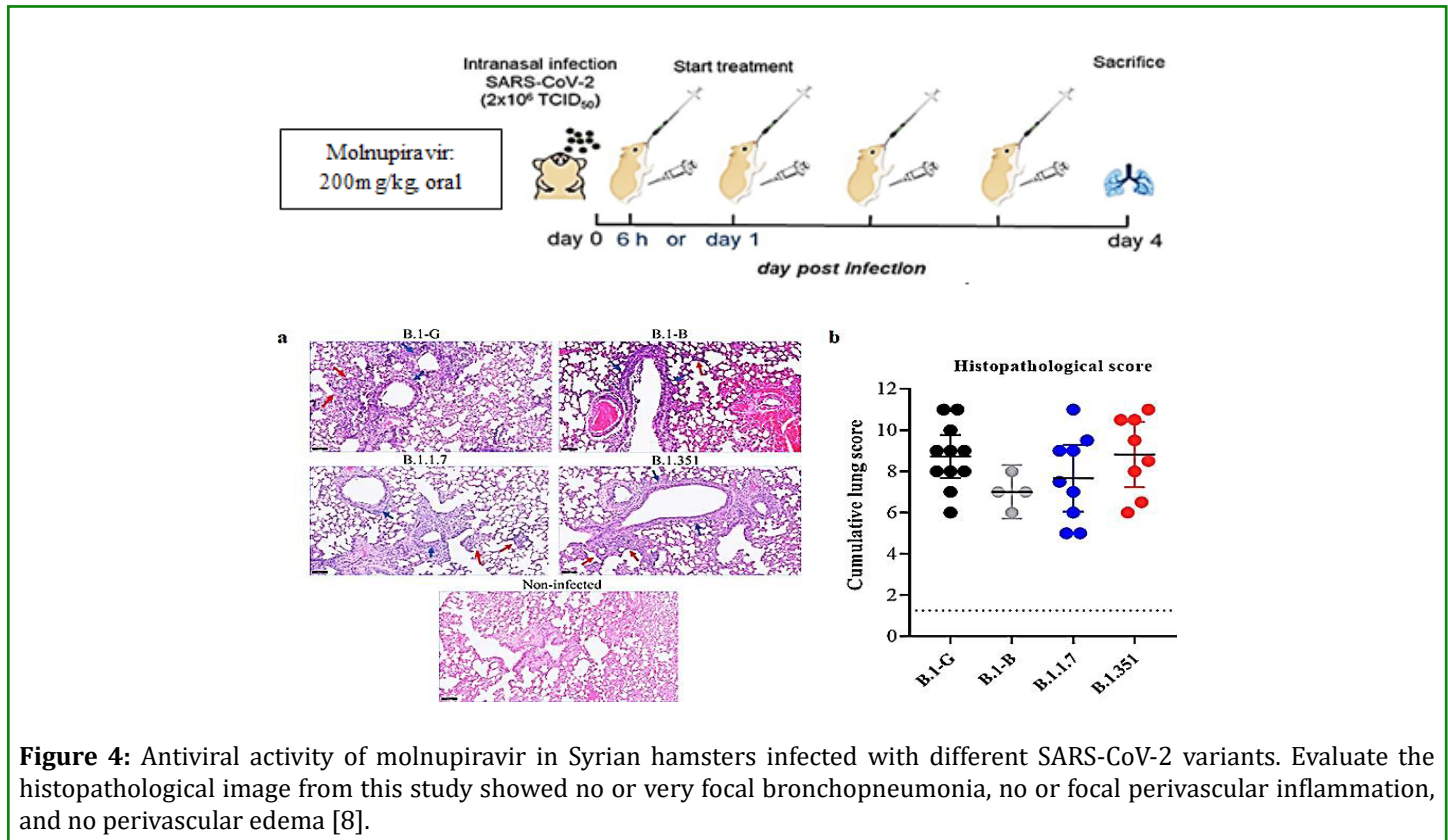 Intranasal infection
SARS-CoV-2
(2x10⁶ TCID₅₀)
Start treatment
Sacrifice
Molnupiravir:
200m g/kg, oral
day 0 6 h or day 1
day 4
day post infection
a
B.1-G
B.1-B
B.1.1.7
B.1.351
Non-infected
b
Histopathological score
Cumulative lung score
12
10
8
6
4
2
0
B.1-G
B.1-B
B.1.1.7
B.1.351
Figure 4: Antiviral activity of molnupiravir in Syrian hamsters infected with different SARS-CoV-2 variants. Evaluate the
histopathological image from this study showed no or very focal bronchopneumonia, no or focal perivascular inflammation,
and no perivascular edema [8].